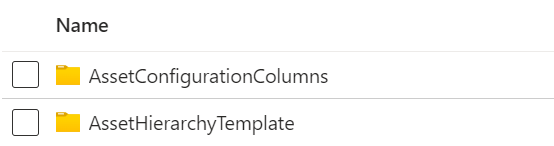 Name
AssetConfigurationColumns
AssetHierarchyTemplate